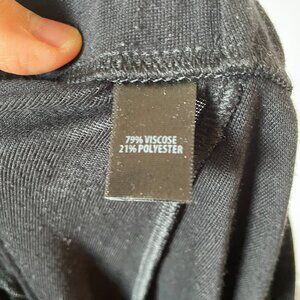 79% VISCOSE
21% POLYESTER